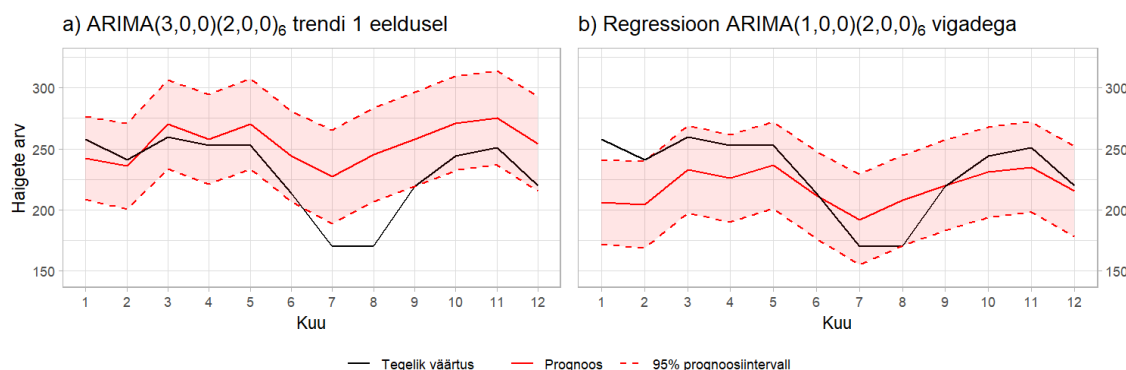 a) ARIMA(3,0,0)(2,0,0)₆ trendi 1 eeldusel
b) Regressioon ARIMA(1,0,0)(2,0,0)₆ vigadega
Haigete arv
300
250
200
150
1 2 3 4 5 6 7 8 9 10 11 12
Kuu
1 2 3 4 5 6 7 8 9 10 11 12
Kuu
300
250
200
150
Tegelik väärtus Prognoos 95% prognoosiintervall